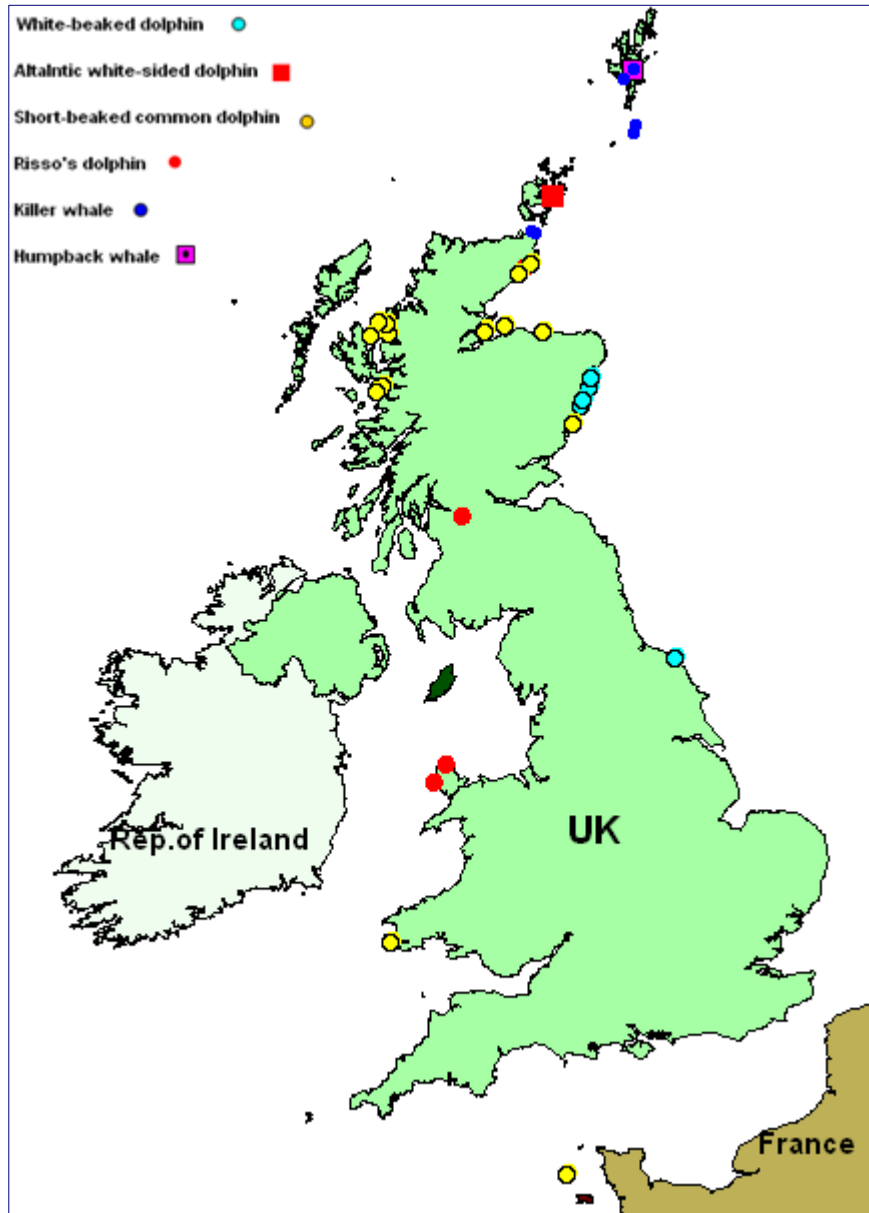 White-beaked dolphin
Altalntic white-sided dolphin
Short-beaked common dolphin
Risso's dolphin
Killer whale
Humpback whale
Rep.of Ireland
UK
France